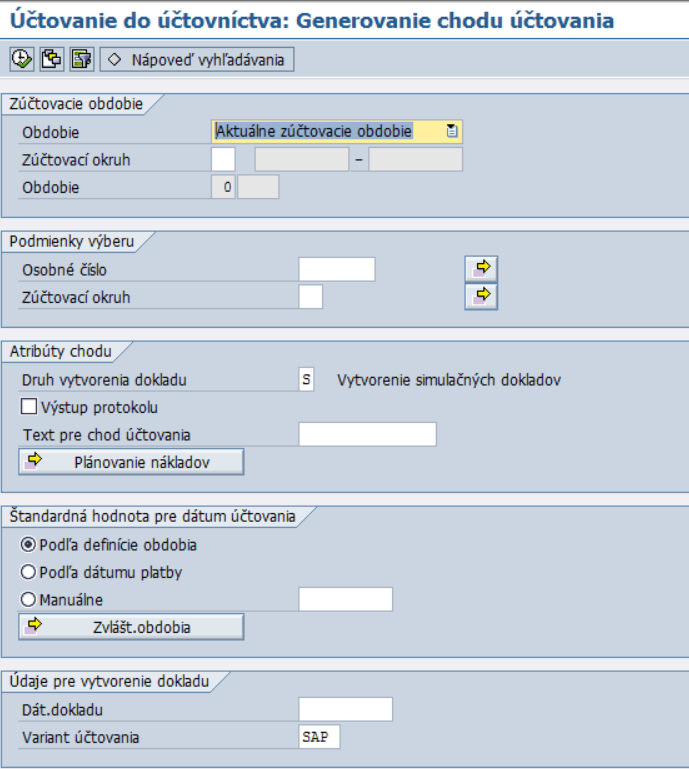 Účtovanie do účtovníctva: Generovanie chodu účtovania
Nápoveď vyhľadávania
Zúčtovacie obdobie
Obdobie Aktuálne zúčtovacie obdobie
Zúčtovací okruh –
Obdobie 0
Podmienky výberu
Osobné číslo
Zúčtovací okruh
Atribúty chodu
Druh vytvorenia dokladu S Vytvorenie simulačných dokladov
Výstup protokolu
Text pre chod účtovania
Plánovanie nákladov
Štandardná hodnota pre dátum účtovania
Podľa definície obdobia
Podľa dátumu platby
Manuálne
Zvlášt.obdobia
Údaje pre vytvorenie dokladu
Dát.dokladu
Variant účtovania SAP